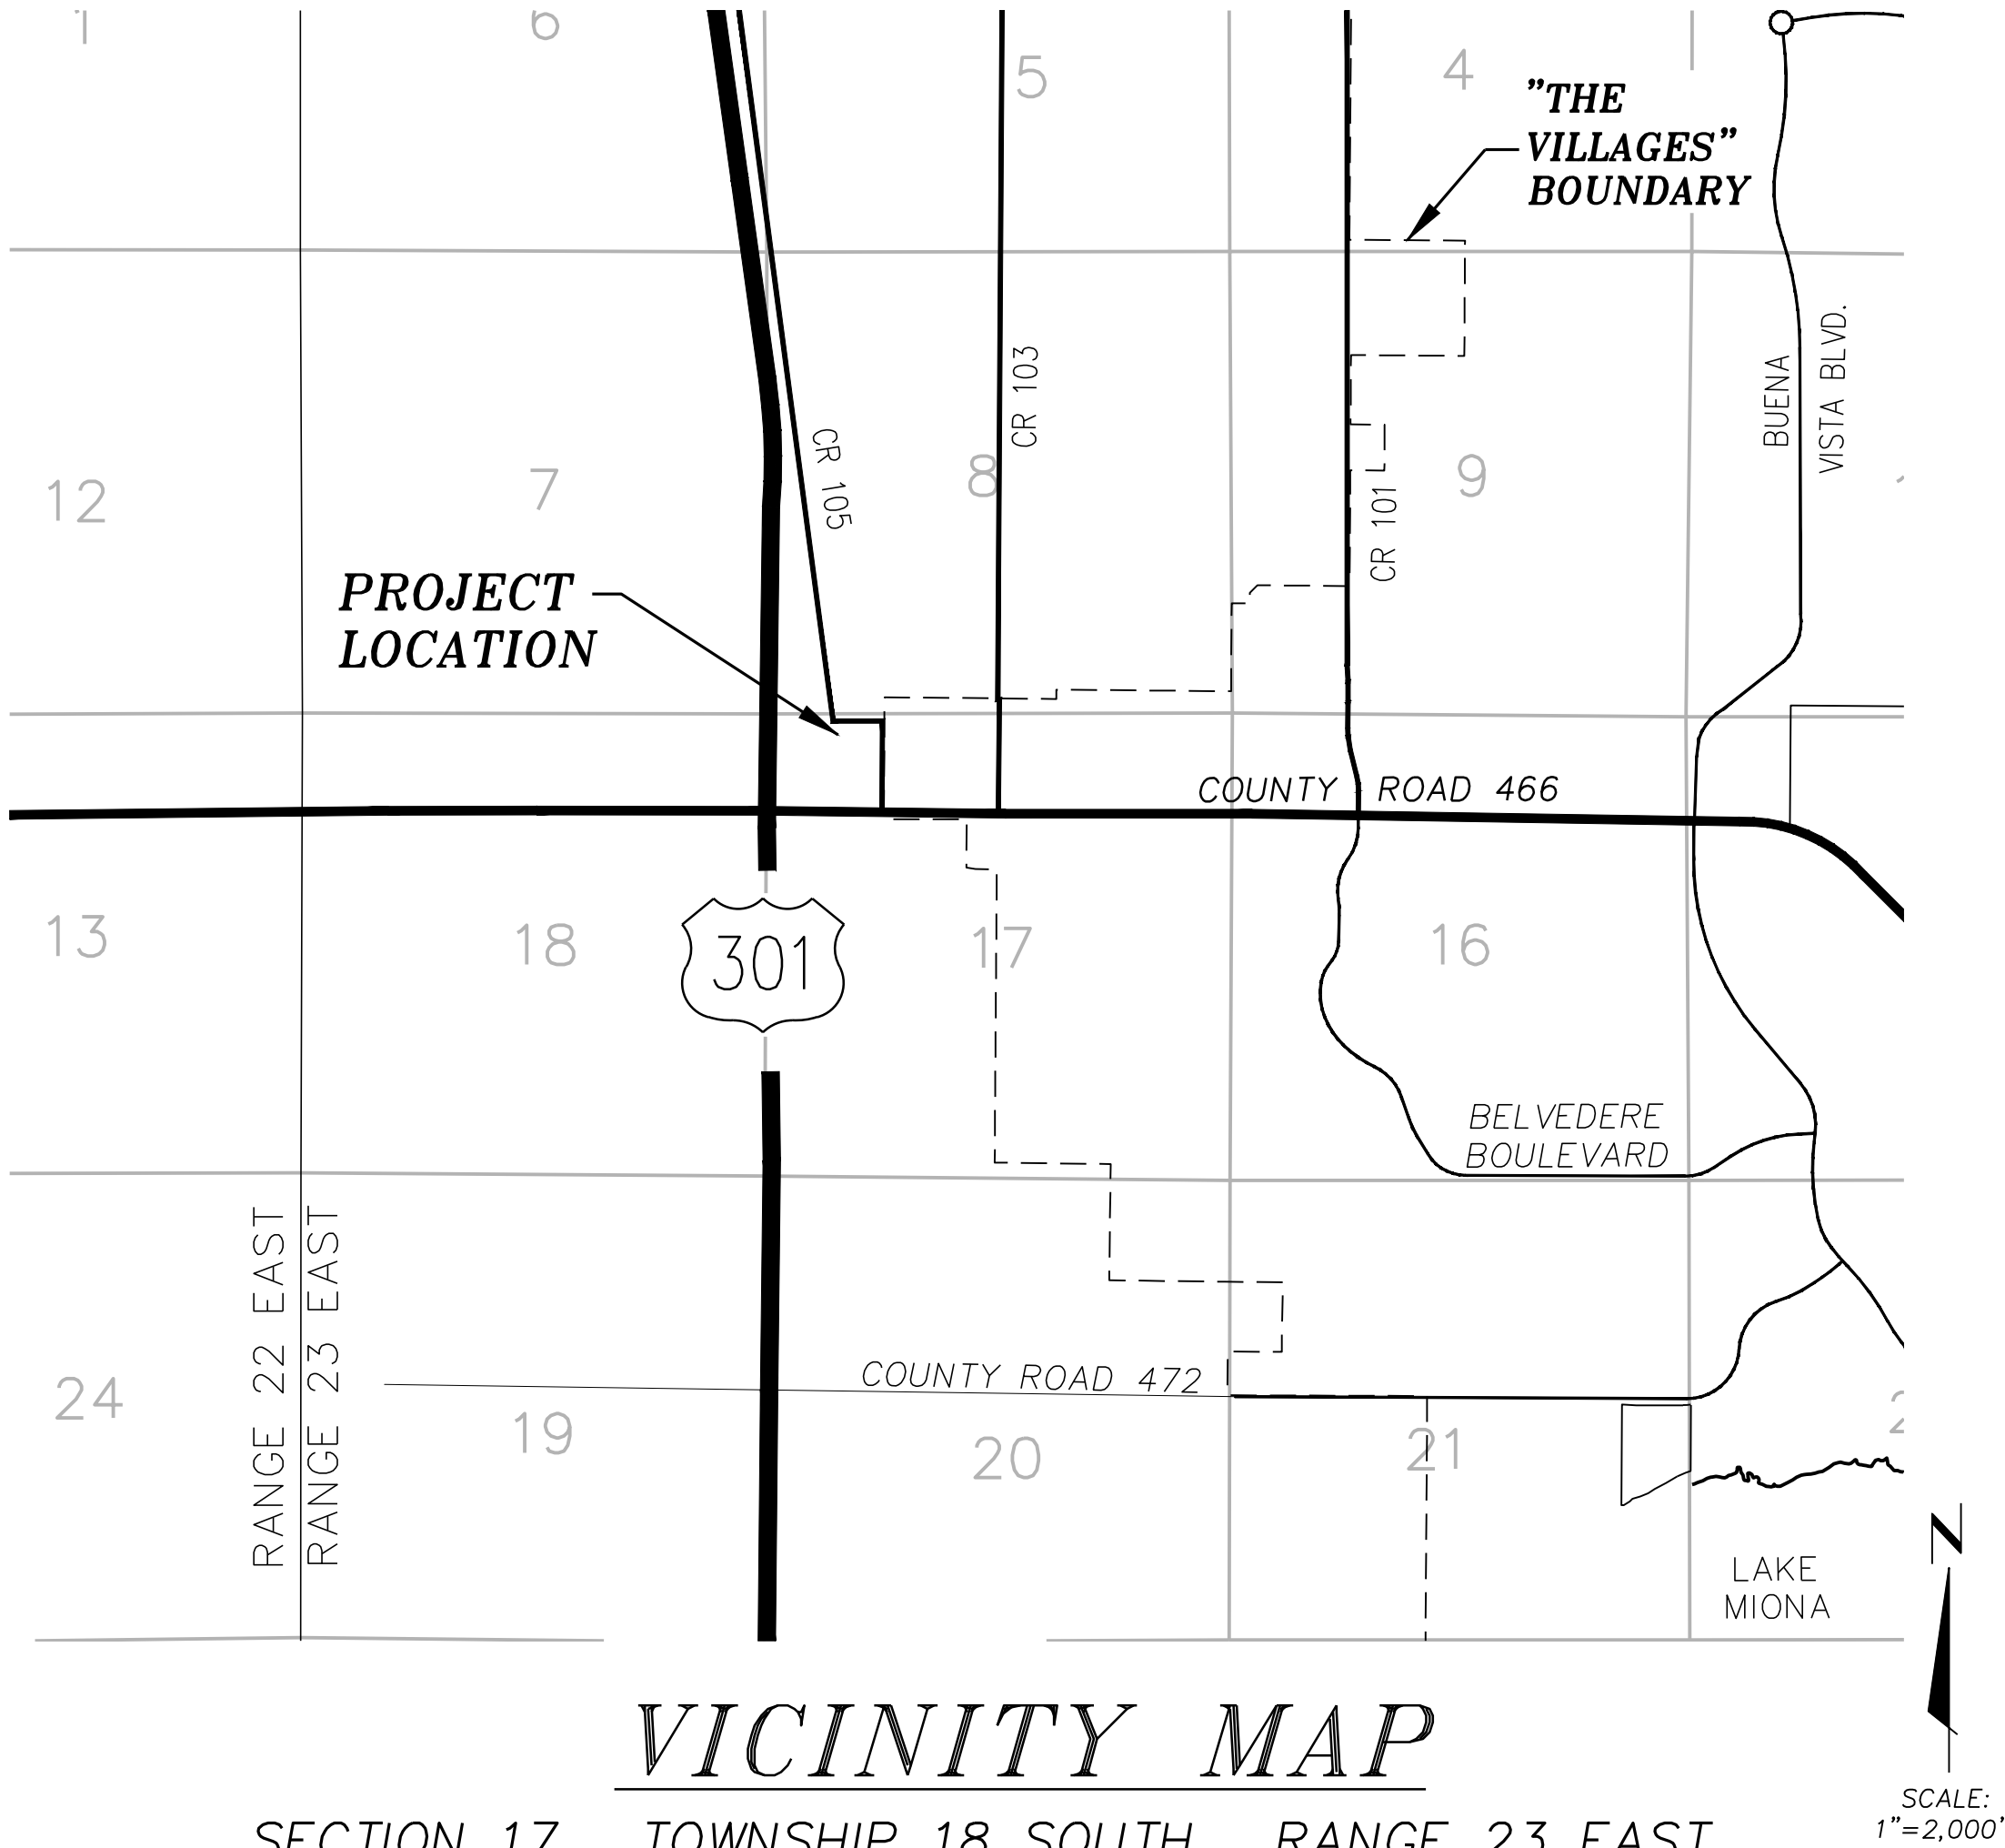 1
6
5
4
"THE
VILLAGES"
BOUNDARY
BUENA
VISTA BLVD.
CR 103
CR 105
CR 101
12
7
8
9
PROJECT
LOCATION
COUNTY ROAD 466
13
18
301
17
16
BELVEDERE
BOULEVARD
RANGE 22 EAST
RANGE 23 EAST
COUNTY ROAD 472
24
19
20
21
N
LAKE
MIONA
VICINITY MAP
SCALE:
1"=2,000'
SECTION 17 TOWNSHIP 18 SOUTH RANGE 23 EAST